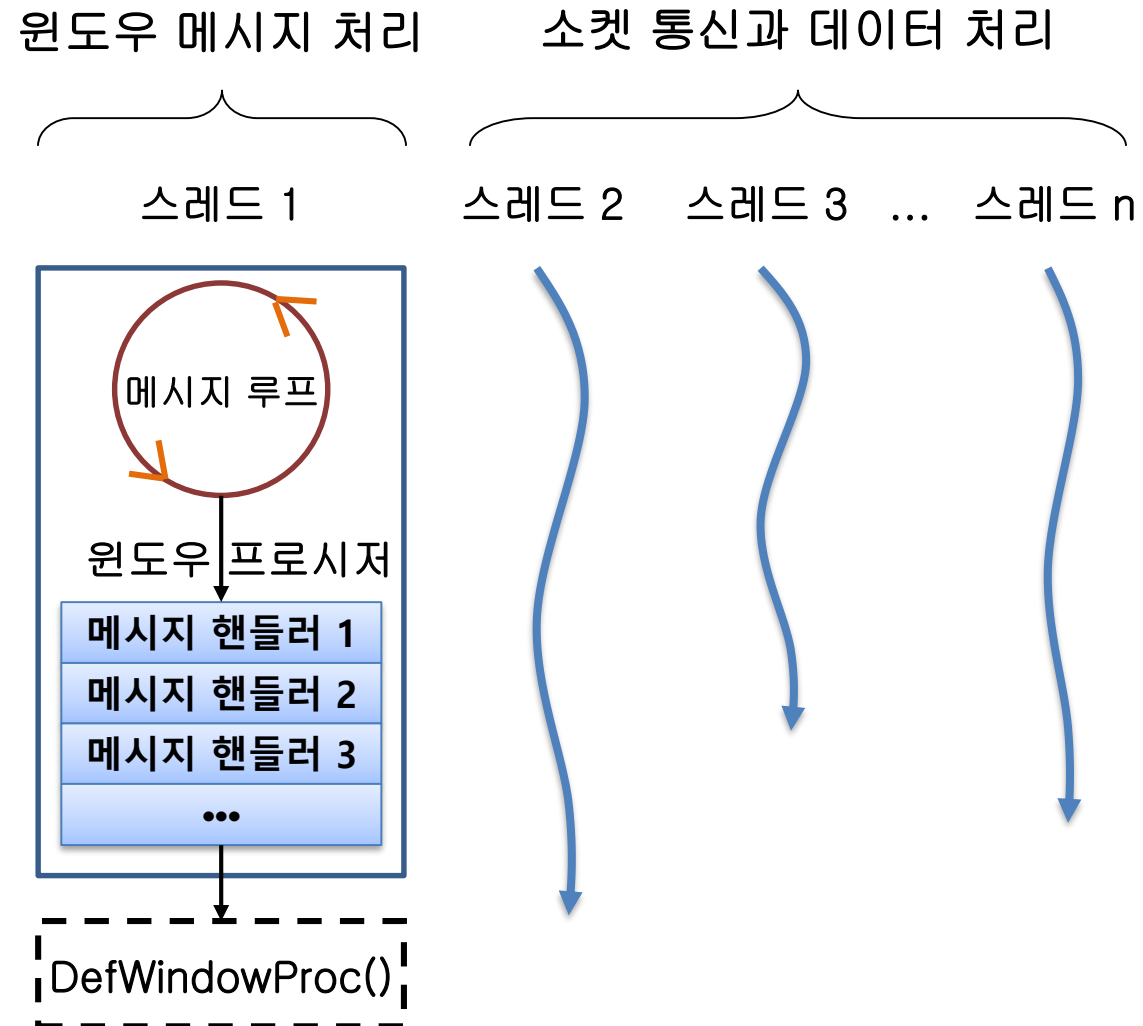 윈도우 메시지 처리
소켓 통신과 데이터 처리
스레드 1
스레드 2
스레드 3
...
스레드 n
메시지 루프
윈도우 프로시저
메시지 핸들러 1
메시지 핸들러 2
메시지 핸들러 3
...
DefWindowProc()